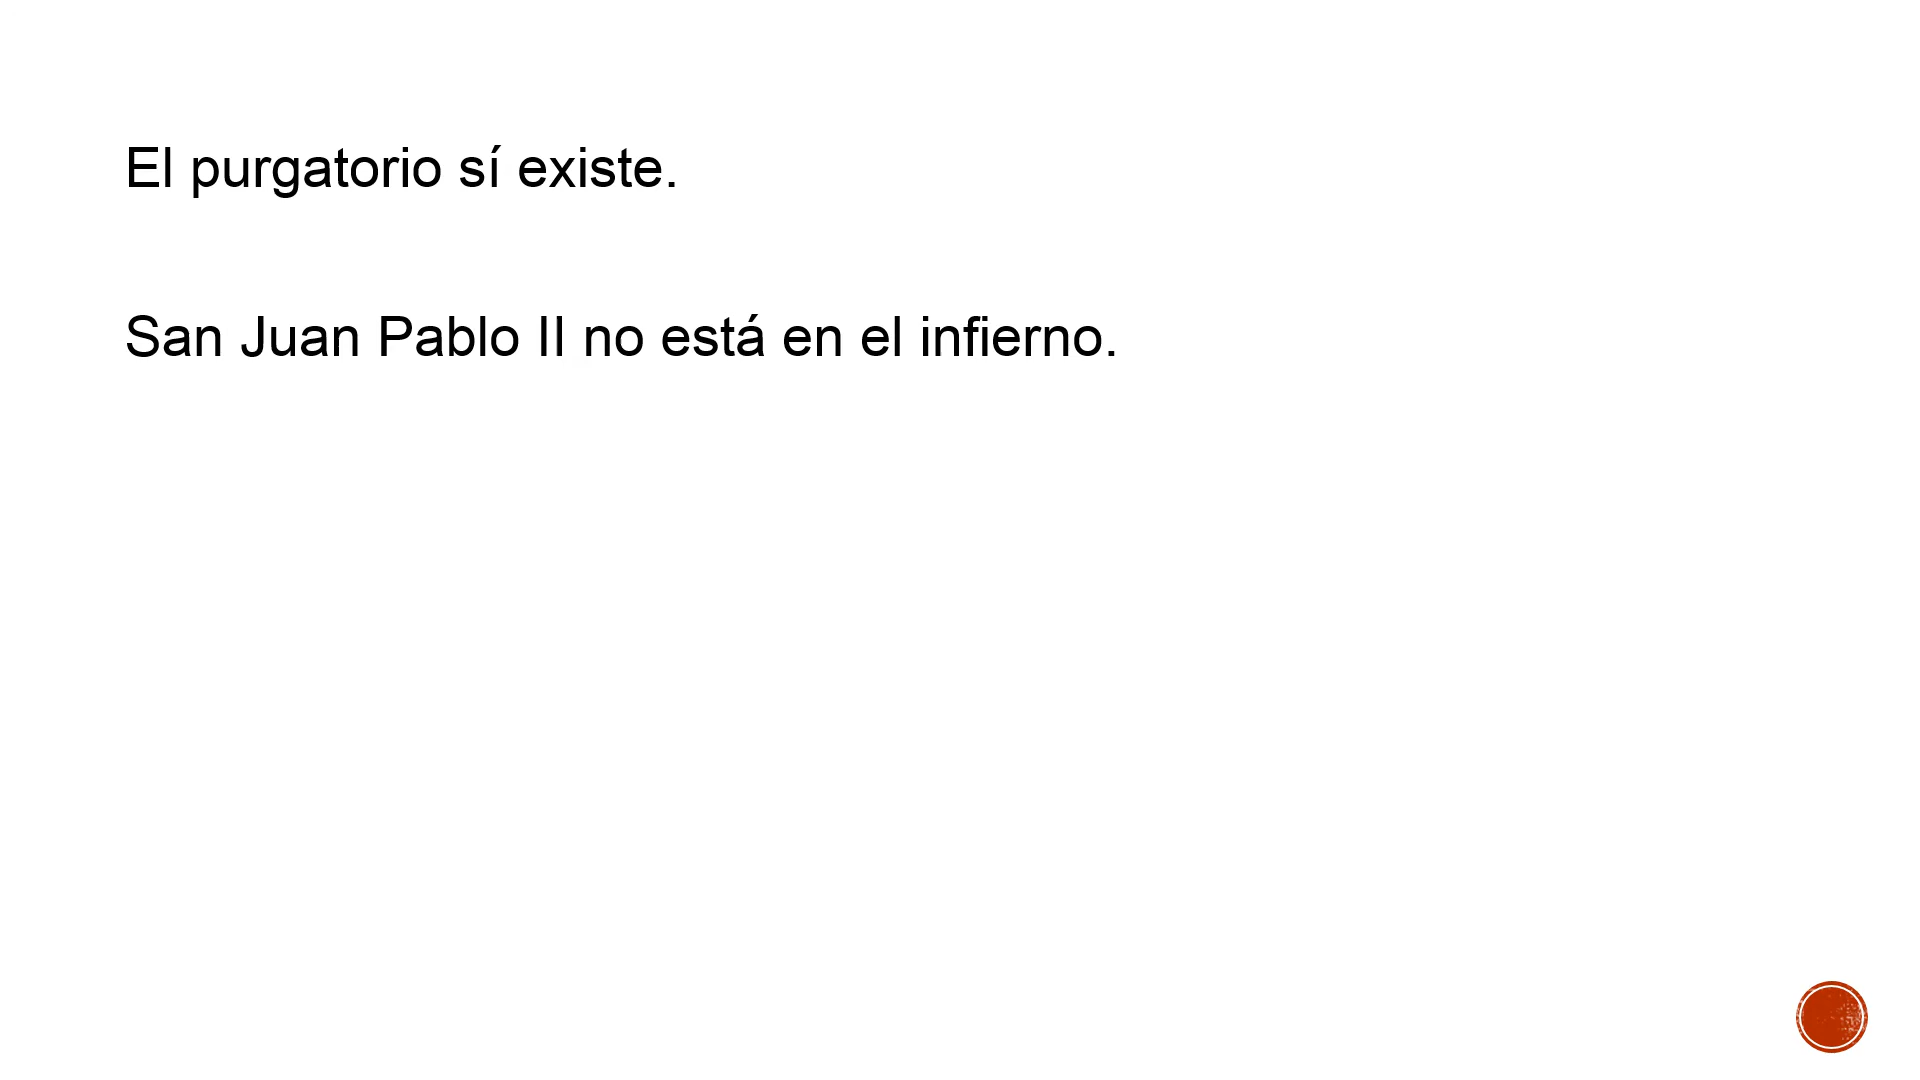 El purgatorio sí existe.
San Juan Pablo II no está en el infierno.